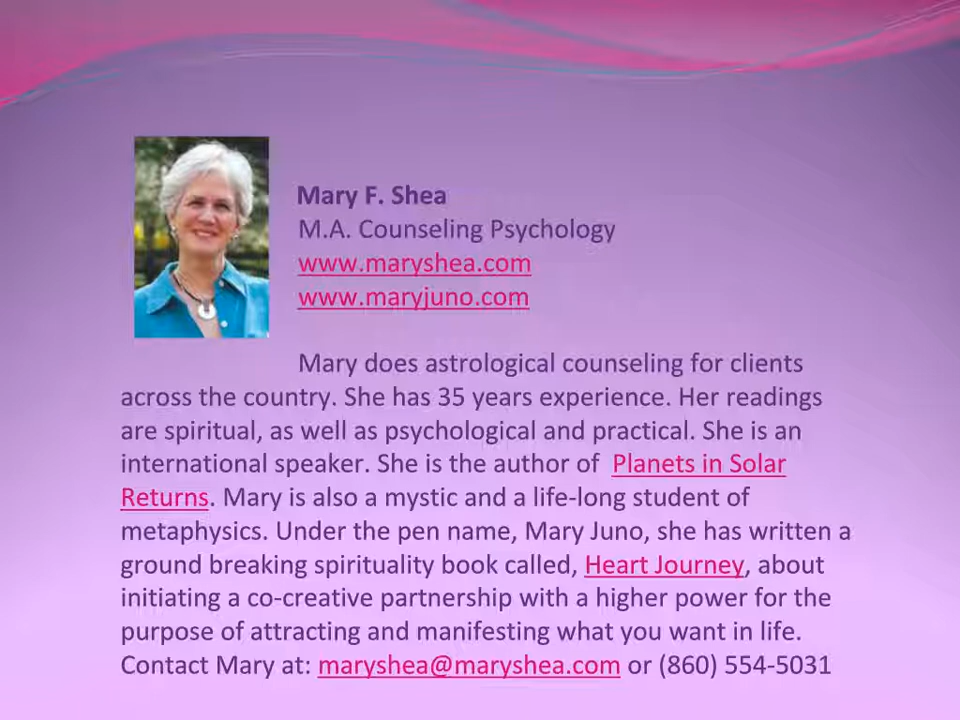 Mary F. Shea
M.A. Counseling Psychology
www.maryshea.com
www.maryjuno.com
Mary does astrological counseling for clients
across the country. She has 35 years experience. Her readings
are spiritual, as well as psychological and practical. She is an
international speaker. She is the author of Planets in Solar
Returns. Mary is also a mystic and a life-long student of
metaphysics. Under the pen name, Mary Juno, she has written a
ground breaking spirituality book called, Heart Journey, about
initiating a co-creative partnership with a higher power for the
purpose of attracting and manifesting what you want in life.
Contact Mary at: maryshea@maryshea.com or (860) 554-5031